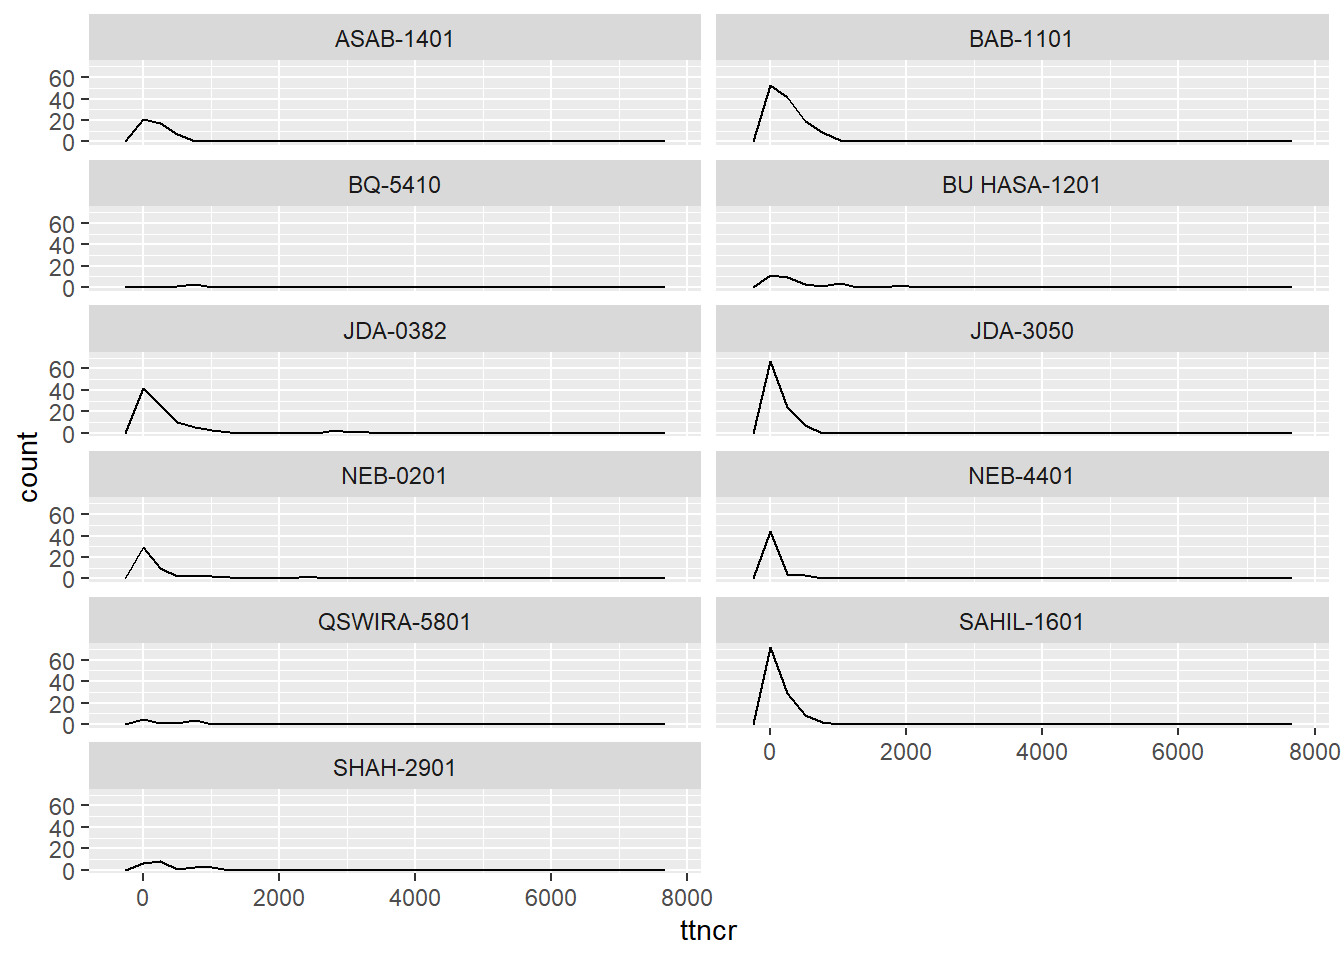 ASAB-1401 BAB-1101
60
40
20
0
BQ-5410 BU HASA-1201
60
40
20
0
JDA-0382 JDA-3050
60
40
20
0
count
NEB-0201 NEB-4401
60
40
20
0
QSWIRA-5801 SAHIL-1601
60
40
20
0
0 2000 4000 6000 8000
SHAH-2901
60
40
20
0
0 2000 4000 6000 8000
ttncr